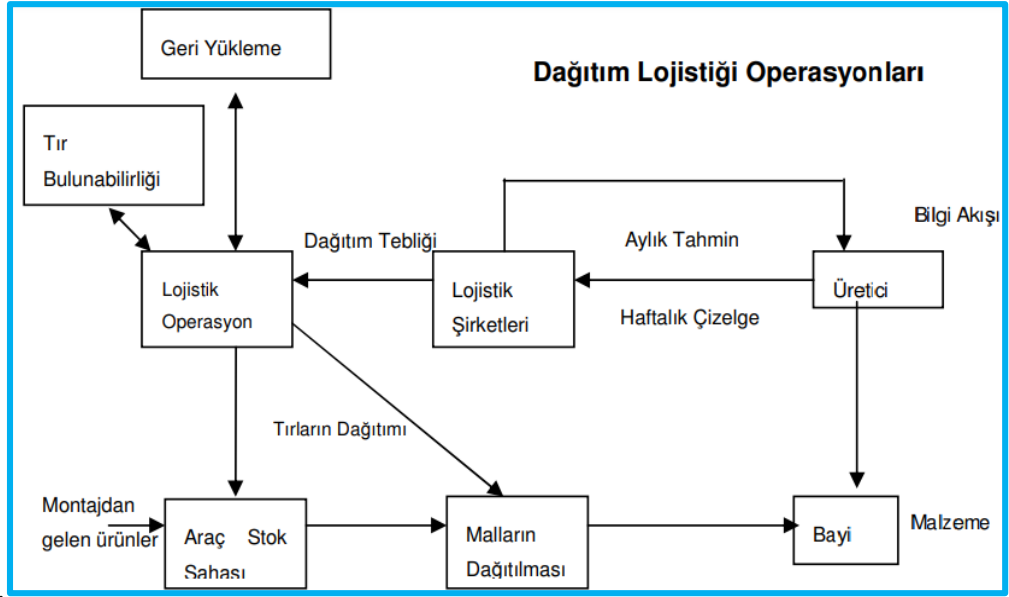 Geri Yükleme
Dağıtım Lojistiği Operasyonları
Tır
Bulunabilirliği
Bilgi Akışı
Dağıtım Tebliği
Aylık Tahmin
Lojistik
Operasyon
Lojistik
Şirketleri
Üretici
Haftalık Çizelge
Tırların Dağıtımı
Montajdan
gelen ürünler
Araç Stok
Sahası
Malların
Dağıtılması
Bayi
Malzeme